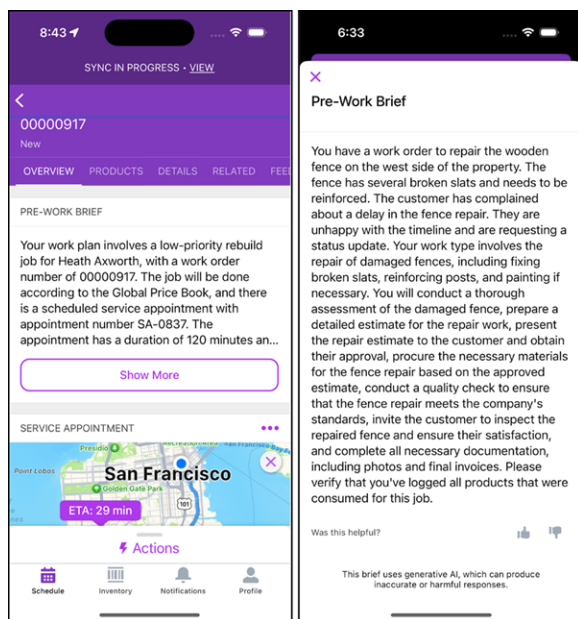 8:43
SYNC IN PROGRESS • VIEW
00000917
New
OVERVIEW PRODUCTS DETAILS RELATED FEE
PRE-WORK BRIEF
Your work plan involves a low-priority rebuild
job for Heath Axworth, with a work order
number of 00000917. The job will be done
according to the Global Price Book, and there
is a scheduled service appointment with
appointment number SA-0837. The
appointment has a duration of 120 minutes an...
Show More
SERVICE APPOINTMENT
Presidio
Point Lobos
San Francisco
Golden Gate
Park
101
ETA: 29 min
Actions
Schedule Inventory Notifications Profile
6:33
Pre-Work Brief
You have a work order to repair the wooden
fence on the west side of the property. The
fence has several broken slats and needs to be
reinforced. The customer has complained
about a delay in the fence repair. They are
unhappy with the timeline and are requesting a
status update. Your work type involves the
repair of damaged fences, including fixing
broken slats, reinforcing posts, and painting if
necessary. You will conduct a thorough
assessment of the damaged fence, prepare a
detailed estimate for the repair work, present
the repair estimate to the customer and obtain
their approval, procure the necessary materials
for the fence repair based on the approved
estimate, conduct a quality check to ensure
that the fence repair meets the company's
standards, invite the customer to inspect the
repaired fence and ensure their satisfaction,
and complete all necessary documentation,
including photos and final invoices. Please
verify that you've logged all products that were
consumed for this job.
Was this helpful?
This brief uses generative AI, which can produce
inaccurate or harmful responses.